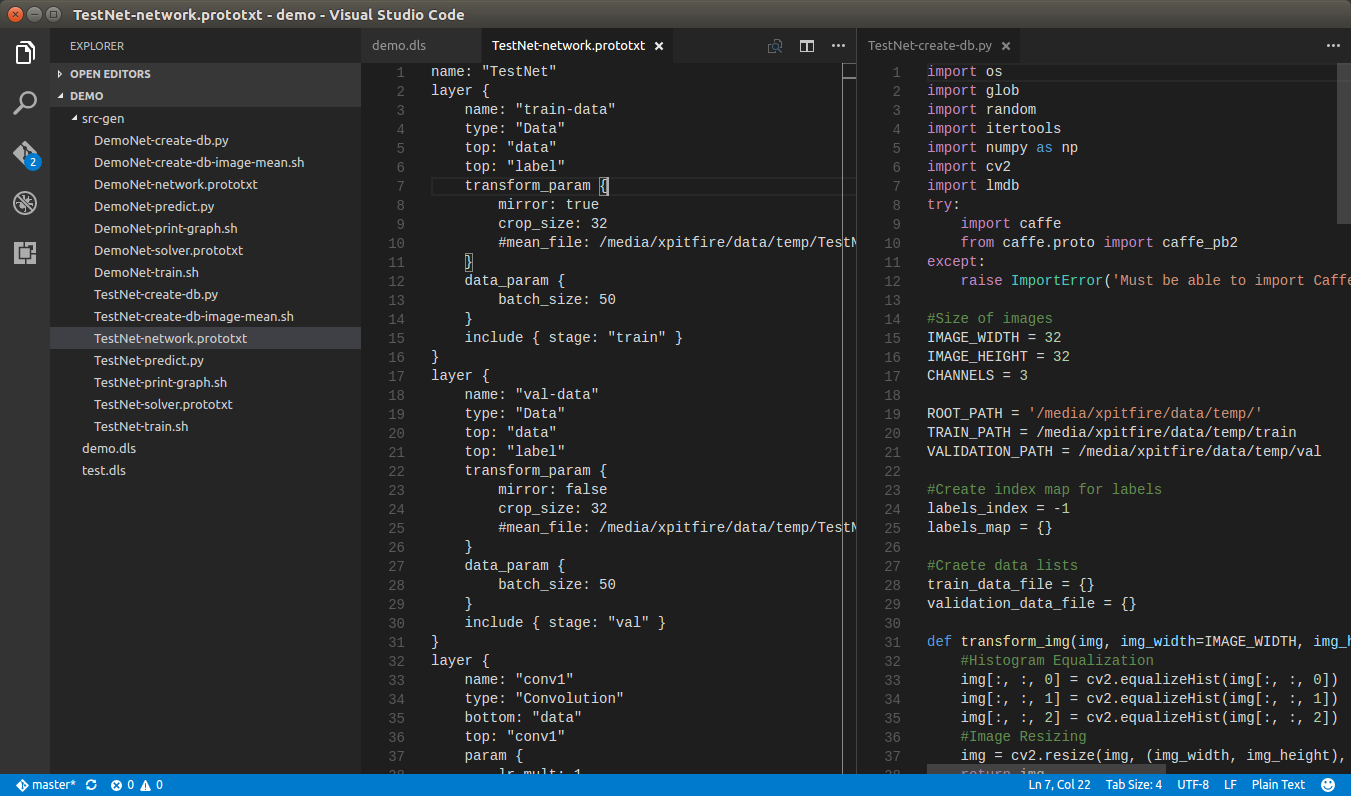 TestNet-network.prototxt - demo - Visual Studio Code
EXPLORER
OPEN EDITORS
DEMO
src-gen
DemoNet-create-db.py
DemoNet-create-db-image-mean.sh
DemoNet-network.prototxt
DemoNet-predict.py
DemoNet-print-graph.sh
DemoNet-solver.prototxt
DemoNet-train.sh
TestNet-create-db.py
TestNet-create-db-image-mean.sh
TestNet-network.prototxt
TestNet-predict.py
TestNet-print-graph.sh
TestNet-solver.prototxt
TestNet-train.sh
demo.dls
test.dls
2
demo.dls
TestNet-network.prototxt
1 name: "TestNet"
2 layer {
3 name: "train-data"
4 type: "Data"
5 top: "data"
6 top: "label"
7 transform_param {
8 mirror: true
9 crop_size: 32
10 #mean_file: /media/xpitfire/data/temp/TestN
11 }
12 data_param {
13 batch_size: 50
14 }
15 include { stage: "train" }
16 }
17 layer {
18 name: "val-data"
19 type: "Data"
20 top: "data"
21 top: "label"
22 transform_param {
23 mirror: false
24 crop_size: 32
25 #mean_file: /media/xpitfire/data/temp/TestN
26 }
27 data_param {
28 batch_size: 50
29 }
30 include { stage: "val" }
31 }
32 layer {
33 name: "conv1"
34 type: "Convolution"
35 bottom: "data"
36 top: "conv1"
37 param {
38 lr_mult: 1
TestNet-create-db.py
1 import os
2 import glob
3 import random
4 import itertools
5 import numpy as np
6 import cv2
7 import lmdb
8 try:
9 import caffe
10 from caffe.proto import caffe_pb2
11 except:
12 raise ImportError('Must be able to import Caffe
13
14 #Size of images
15 IMAGE_WIDTH = 32
16 IMAGE_HEIGHT = 32
17 CHANNELS = 3
18
19 ROOT_PATH = '/media/xpitfire/data/temp/'
20 TRAIN_PATH = /media/xpitfire/data/temp/train
21 VALIDATION_PATH = /media/xpitfire/data/temp/val
22
23 #Create index map for labels
24 labels_index = -1
25 labels_map = {}
26
27 #Craete data lists
28 train_data_file = {}
29 validation_data_file = {}
30
31 def transform_img(img, img_width=IMAGE_WIDTH, img_h
32 #Histogram Equalization
33 img[:, :, 0] = cv2.equalizeHist(img[:, :, 0])
34 img[:, :, 1] = cv2.equalizeHist(img[:, :, 1])
35 img[:, :, 2] = cv2.equalizeHist(img[:, :, 2])
36 #Image Resizing
37 img = cv2.resize(img, (img_width, img_height),
38 return img
master* 0 0 Ln 7, Col 22 Tab Size: 4 UTF-8 LF Plain Text